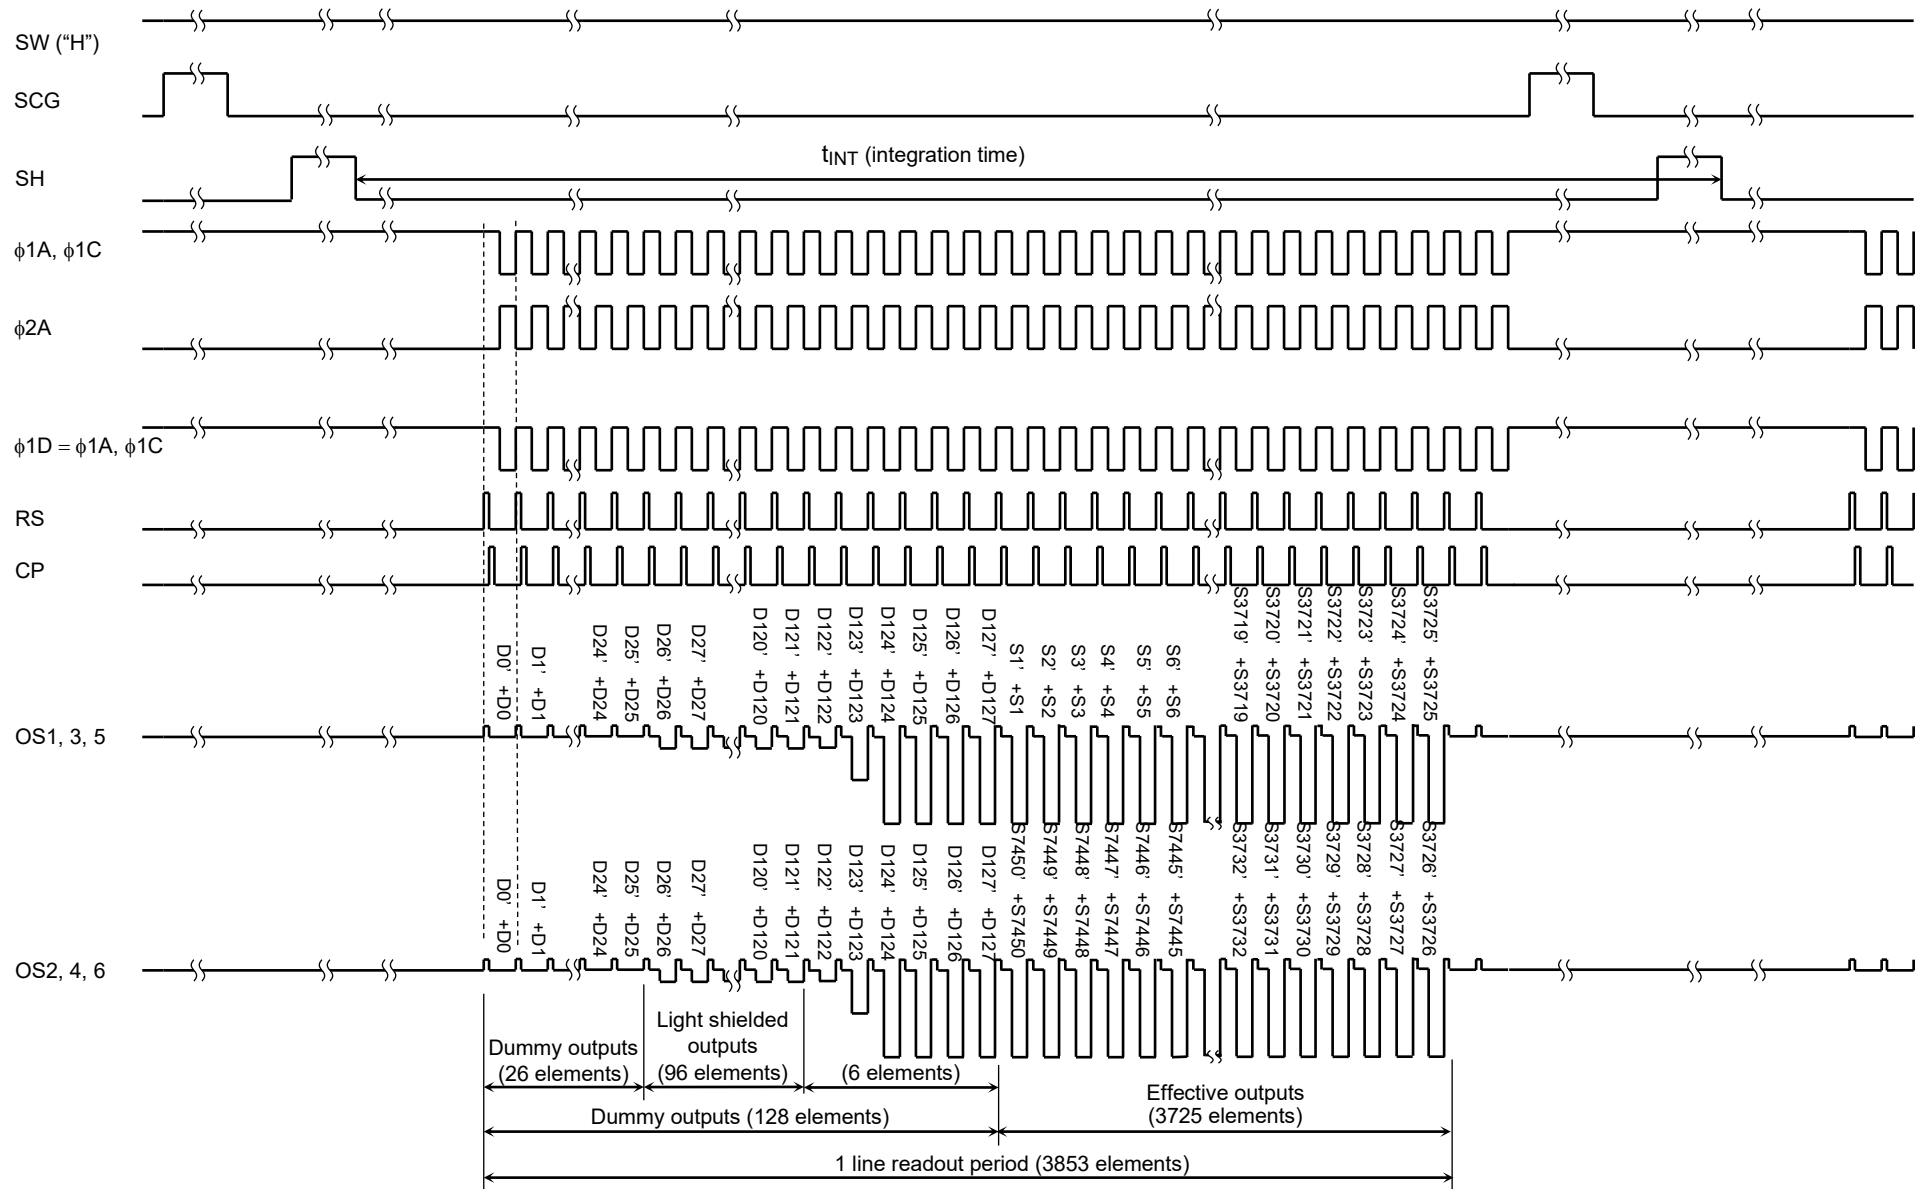 SW (“H”)
SCG
tINT (integration time)
SH
ϕ1A, ϕ1C
ϕ2A
ϕ1D = ϕ1A, ϕ1C
RS
CP
D0’ +D0
D1’ +D1
D24’ +D24
D25’ +D25
D26’ +D26
D27’ +D27
D120’ +D120
D121’ +D121
D122’ +D122
D123’ +D123
D124’ +D124
D125’ +D125
D126’ +D126
D127’ +D127
S1’ +S1
S2’ +S2
S3’ +S3
S4’ +S4
S5’ +S5
S6’ +S6
S3719’ +S3719
S3720’ +S3720
S3721’ +S3721
S3722’ +S3722
S3723’ +S3723
S3724’ +S3724
S3725’ +S3725
OS1, 3, 5
D0’ +D0
D1’ +D1
D24’ +D24
D25’ +D25
D26’ +D26
D27’ +D27
D120’ +D120
D121’ +D121
D122’ +D122
D123’ +D123
D124’ +D124
D125’ +D125
D126’ +D126
D127’ +D127
S7450’ +S7450
S7449’ +S7449
S7448’ +S7448
S7447’ +S7447
S7446’ +S7446
S7445’ +S7445
S3732’ +S3732
S3731’ +S3731
S3730’ +S3730
S3729’ +S3729
S3728’ +S3728
S3727’ +S3727
S3726’ +S3726
OS2, 4, 6
Dummy outputs
(26 elements)
Light shielded
outputs
(96 elements)
(6 elements)
Effective outputs
(3725 elements)
Dummy outputs (128 elements)
1 line readout period (3853 elements)